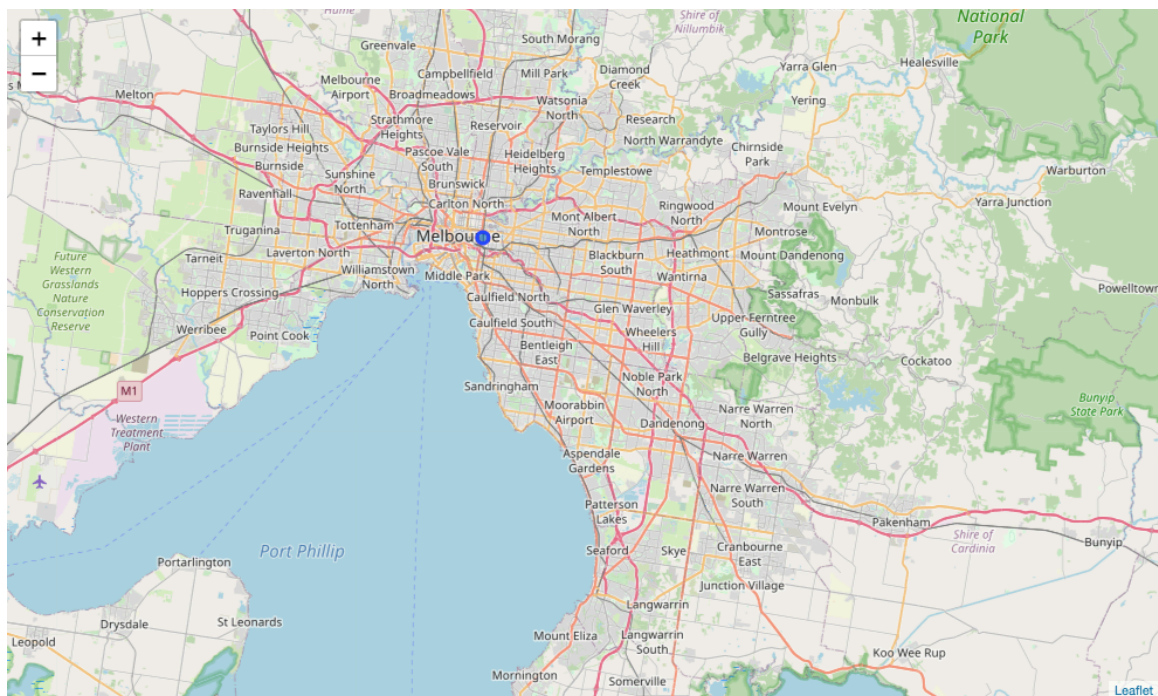 Hume
Shire of
Nillumbik
National
Park
+
−
Greenvale
South Morang
Campbellfield
Mill Park
Diamond
Creek
Yarra Glen
Healesville
Melton
Melbourne
Airport
Broadmeadows
Watsonia
North
Yering
Taylors Hill
Strathmore
Heights
Reservoir
Research
Burnside Heights
North Warrandyte
Burnside
Pascoe Vale
South
Heidelberg
Heights
Chirnside
Park
Sunshine
North
Brunswick
Templestowe
Warburton
Ravenhall
Carlton North
Ringwood
North
Mount Evelyn
Yarra Junction
Truganina
Tottenham
Mont Albert
North
Montrose
Melbourne
Laverton North
Blackburn
South
Heathmont
Mount Dandenong
Future
Western
Grasslands
Nature
Conservation
Reserve
Tarneit
Williamstown
North
Middle Park
Wantirna
Hoppers Crossing
Caulfield North
Sassafras
Monbulk
Powelltown
Glen Waverley
Werribee
Point Cook
Caulfield South
Wheelers
Hill
Upper Ferntree
Gully
Bentleigh
East
Belgrave Heights
Cockatoo
M1
Sandringham
Noble Park
North
Bunyip
State Park
Western
Treatment
Plant
Moorabbin
Airport
Dandenong
Narre Warren
North
Aspendale
Gardens
Narre Warren
Narre Warren
South
Patterson
Lakes
Pakenham
Port Phillip
Seaford
Skye
Cranbourne
East
Shire of
Cardinia
Bunyip
Portarlington
Junction Village
Drysdale
St Leonards
Langwarrin
Leopold
Mount Eliza
Langwarrin
South
Koo Wee Rup
Mornington
Somerville
Leaflet